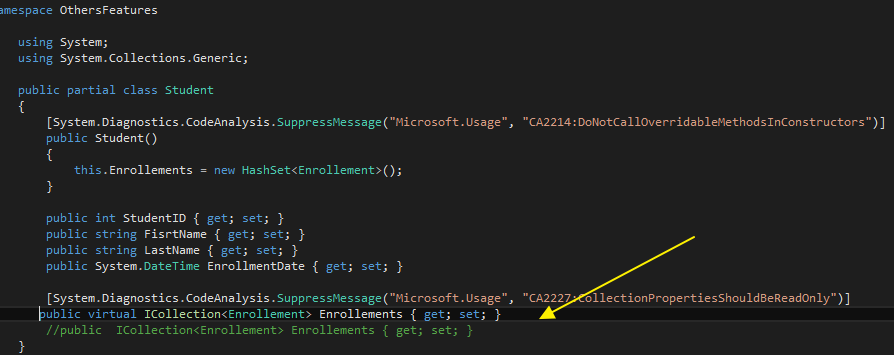 amespace OthersFeatures
using System;
using System.Collections.Generic;
public partial class Student
{
[System.Diagnostics.CodeAnalysis.SuppressMessage("Microsoft.Usage", "CA2214:DoNotCallOverridableMethodsInConstructors")]
public Student()
{
this.Enrollements = new HashSet<Enrollement>();
}
public int StudentID { get; set; }
public string FisrtName { get; set; }
public string LastName { get; set; }
public System.DateTime EnrollmentDate { get; set; }
[System.Diagnostics.CodeAnalysis.SuppressMessage("Microsoft.Usage", "CA2227:CollectionPropertiesShouldBeReadOnly")]
public virtual ICollection<Enrollement> Enrollements { get; set; }
//public  ICollection<Enrollement> Enrollements { get; set; }
}